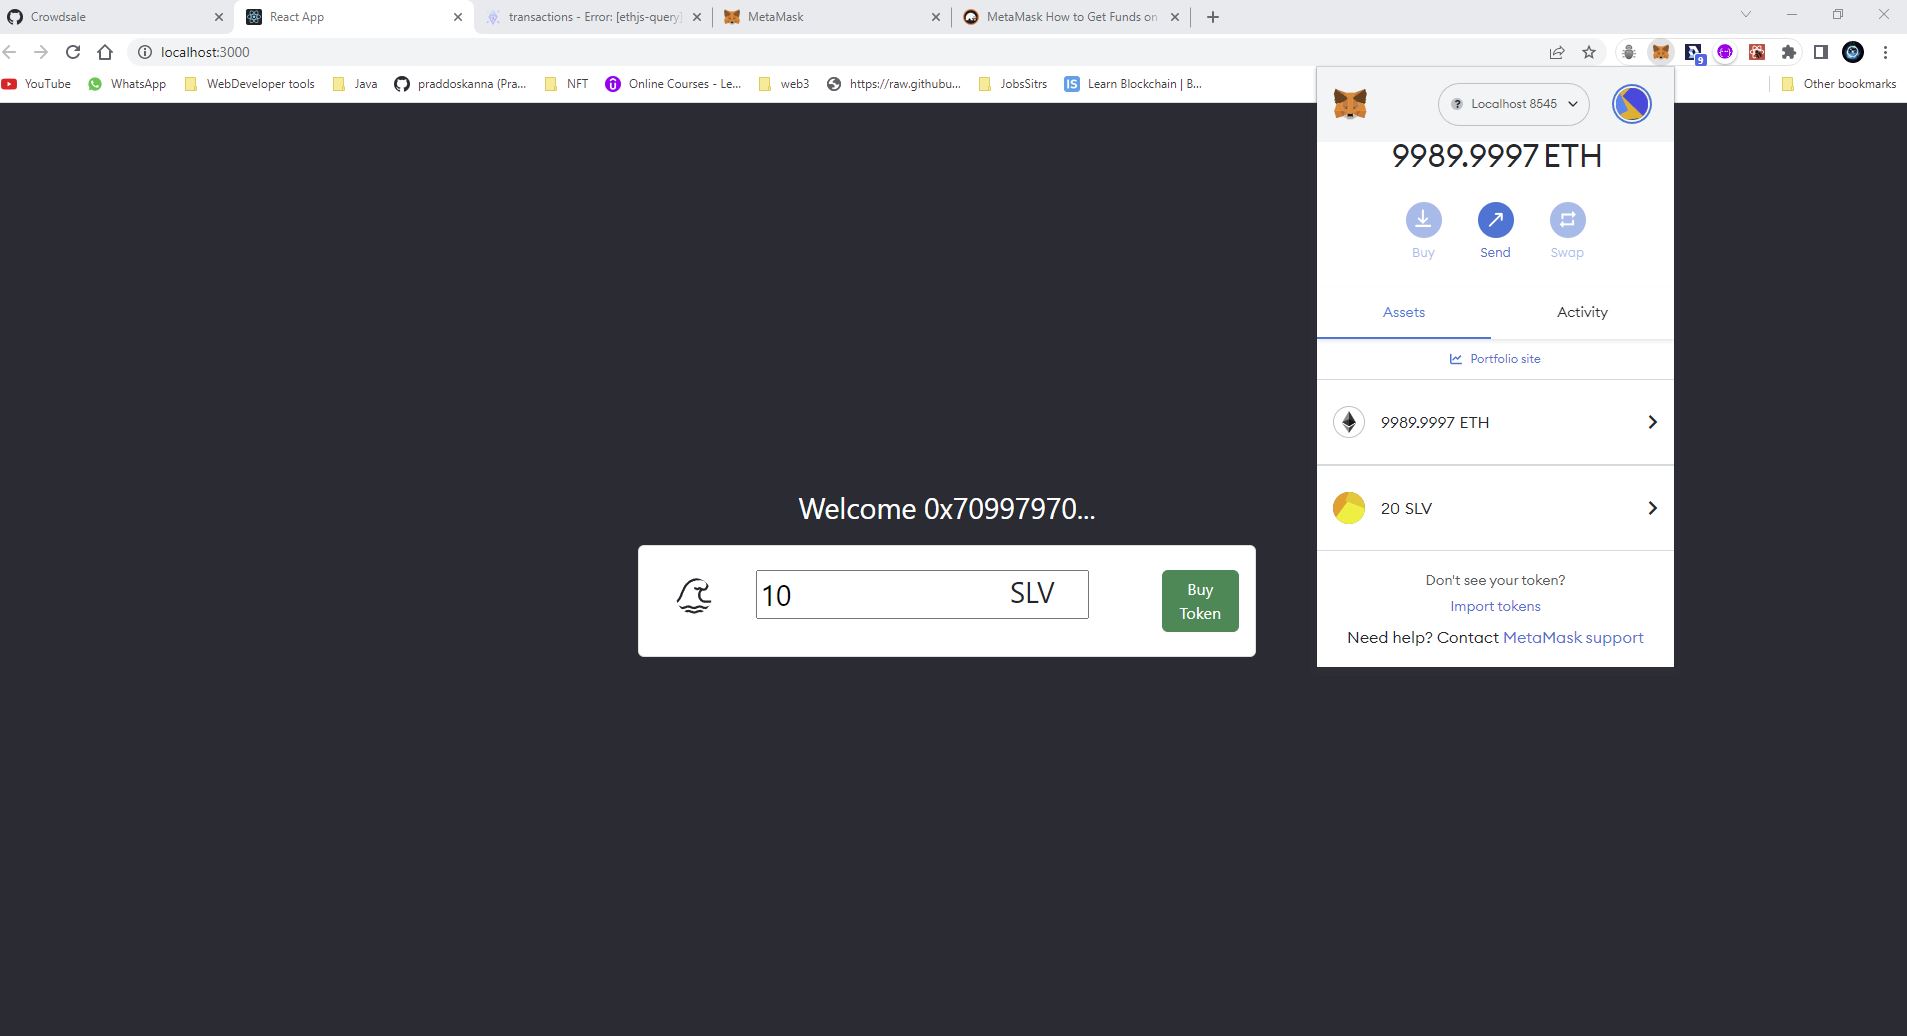 Crowdsale
React App
transactions - Error: [ethjs-query]
MetaMask
MetaMask How to Get Funds on
localhost:3000
9
YouTube
WhatsApp
WebDeveloper tools
Java
praddoskanna (Pra...
NFT
Online Courses - Le...
web3
https://raw.githubu...
JobsSitrs
IS
Learn Blockchain | B...
Other bookmarks
? Localhost 8545
9989.9997 ETH
Buy
Send
Swap
Assets
Activity
Portfolio site
9989.9997 ETH
20 SLV
Don't see your token?
Import tokens
Need help? Contact MetaMask support
Welcome 0x70997970...
10
SLV
Buy
Token